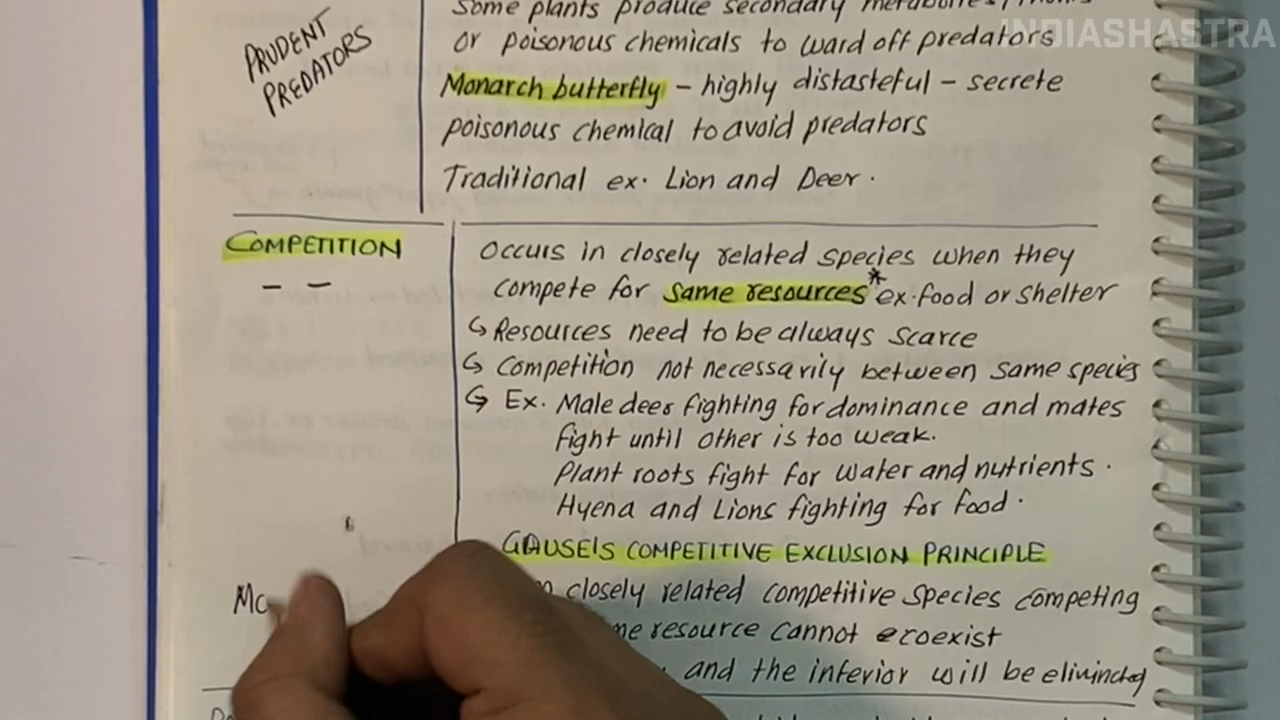 Some plants produce secondary
INDIASHASTRA
or poisonous chemicals to ward off predators
PRUDENT
PREDATORS
Monarch butterfly – highly distasteful – secrete
poisonous chemical to avoid predators
Traditional ex. Lion and Deer.
COMPETITION
– –
Occurs in closely related species when they
compete for same resources* ex. food or shelter
↪ Resources need to be always scarce
↪ Competition not necessarily between same species
↪ Ex. Male deer fighting for dominance and mates
fight until other is too weak.
Plant roots fight for water and nutrients.
Hyena and Lions fighting for food.
GAUSE'S COMPETITIVE EXCLUSION PRINCIPLE
closely related competitive species competing
Mc
resource cannot coexist
and the inferior will be